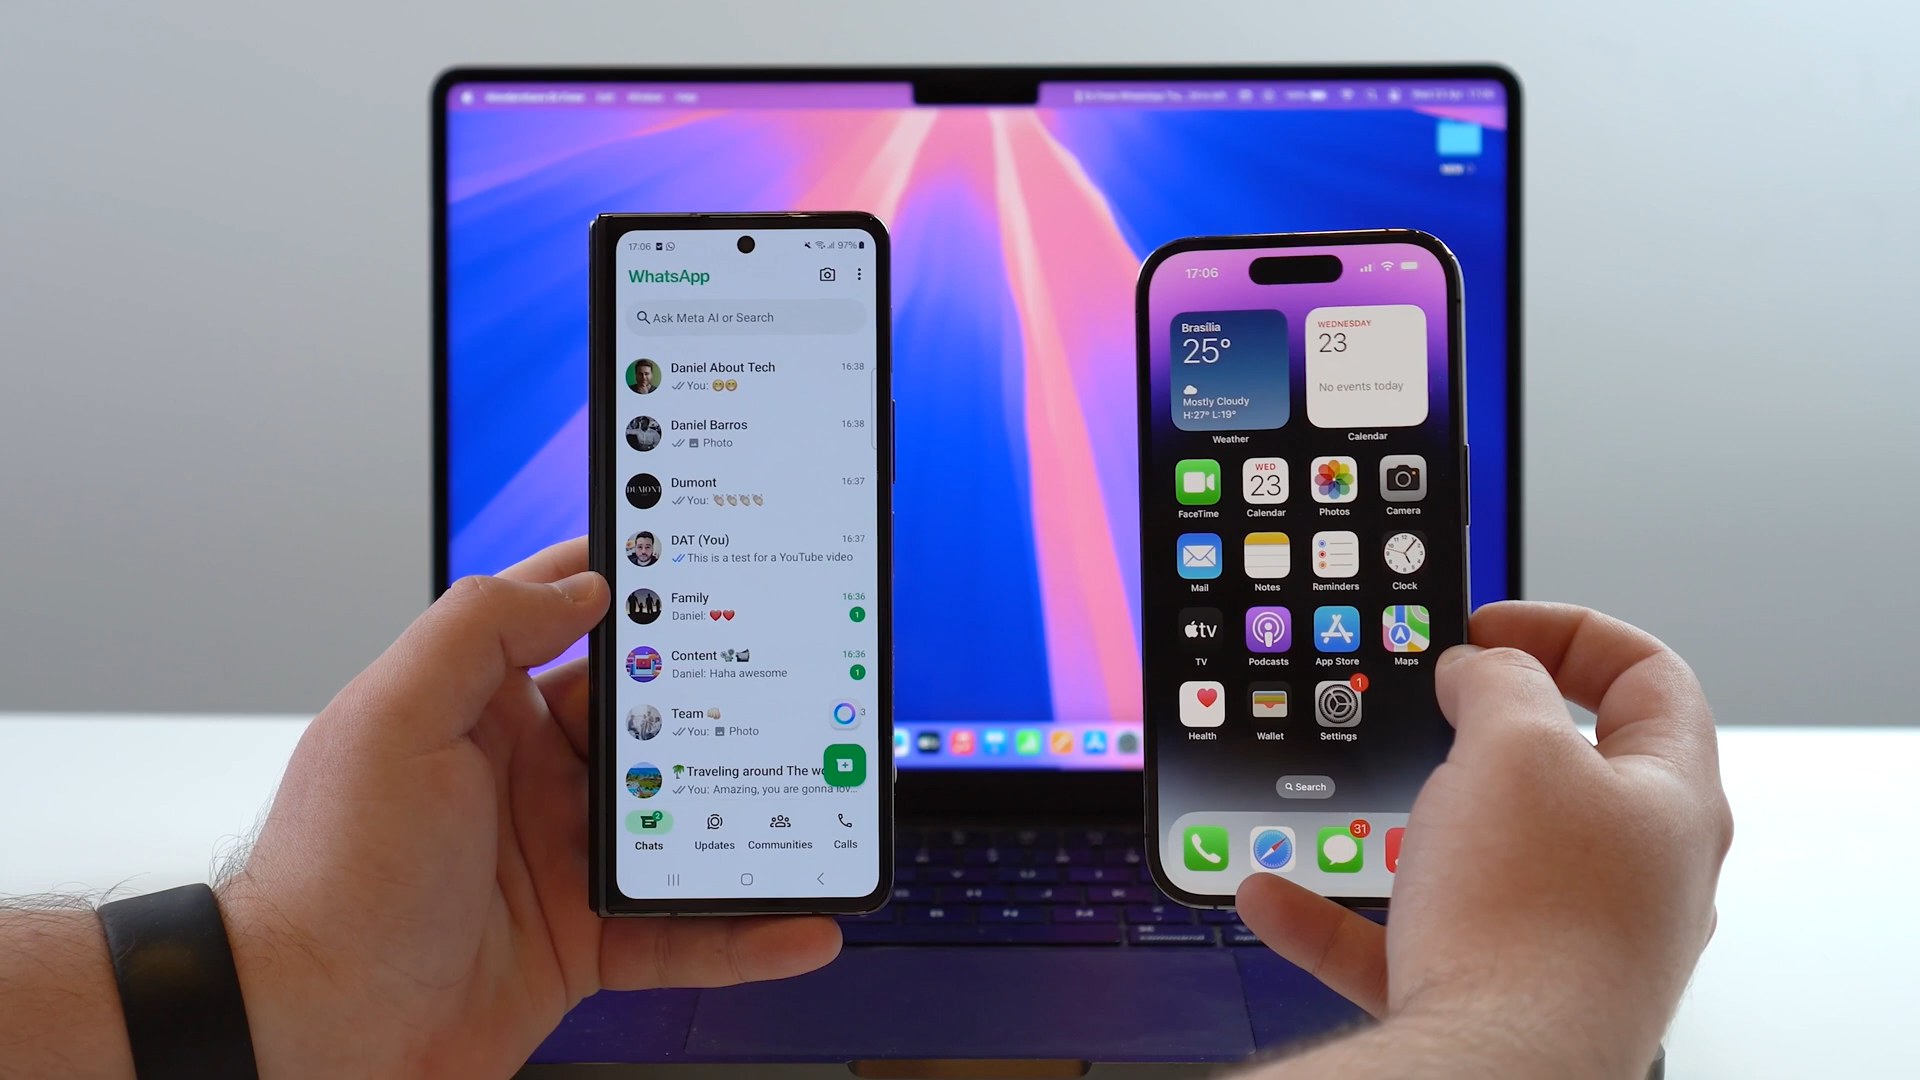 17:06
97%
WhatsApp
Ask Meta AI or Search
Daniel About Tech
16:38
You: 😁😁
Daniel Barros
16:38
Photo
Dumont
16:37
You: 👏🏼👏🏼👏🏼👏🏼
DUMONT
DAT (You)
16:37
This is a test for a YouTube video
Family
16:36
Daniel: ❤️❤️
1
Content
16:36
Daniel: Haha awesome
1
Team 👊🏼
3
You: Photo
🌴Traveling around The
You: Amazing, you are gonna
2
Chats
Updates
Communities
Calls
17:06
Brasília
25°
Mostly Cloudy
H:27° L:19°
Weather
WEDNESDAY
23
No events today
Calendar
FaceTime
WED
23
Calendar
Photos
Camera
Mail
Notes
Reminders
Clock
tv
TV
Podcasts
App Store
Maps
Health
Wallet
1
Settings
Search
31
command